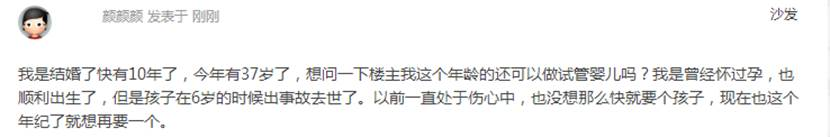 颜颜颜 发表于 刚刚
沙发
我是结婚了快有10年了，今年有37岁了，想问一下楼主我这个年龄的还可以做试管婴儿吗？我是曾经怀过孕，也
顺利出生了，但是孩子在6岁的时候出事故去世了。以前一直处于伤心中，也没想那么快就要个孩子，现在也这个
年纪了就想再要一个。